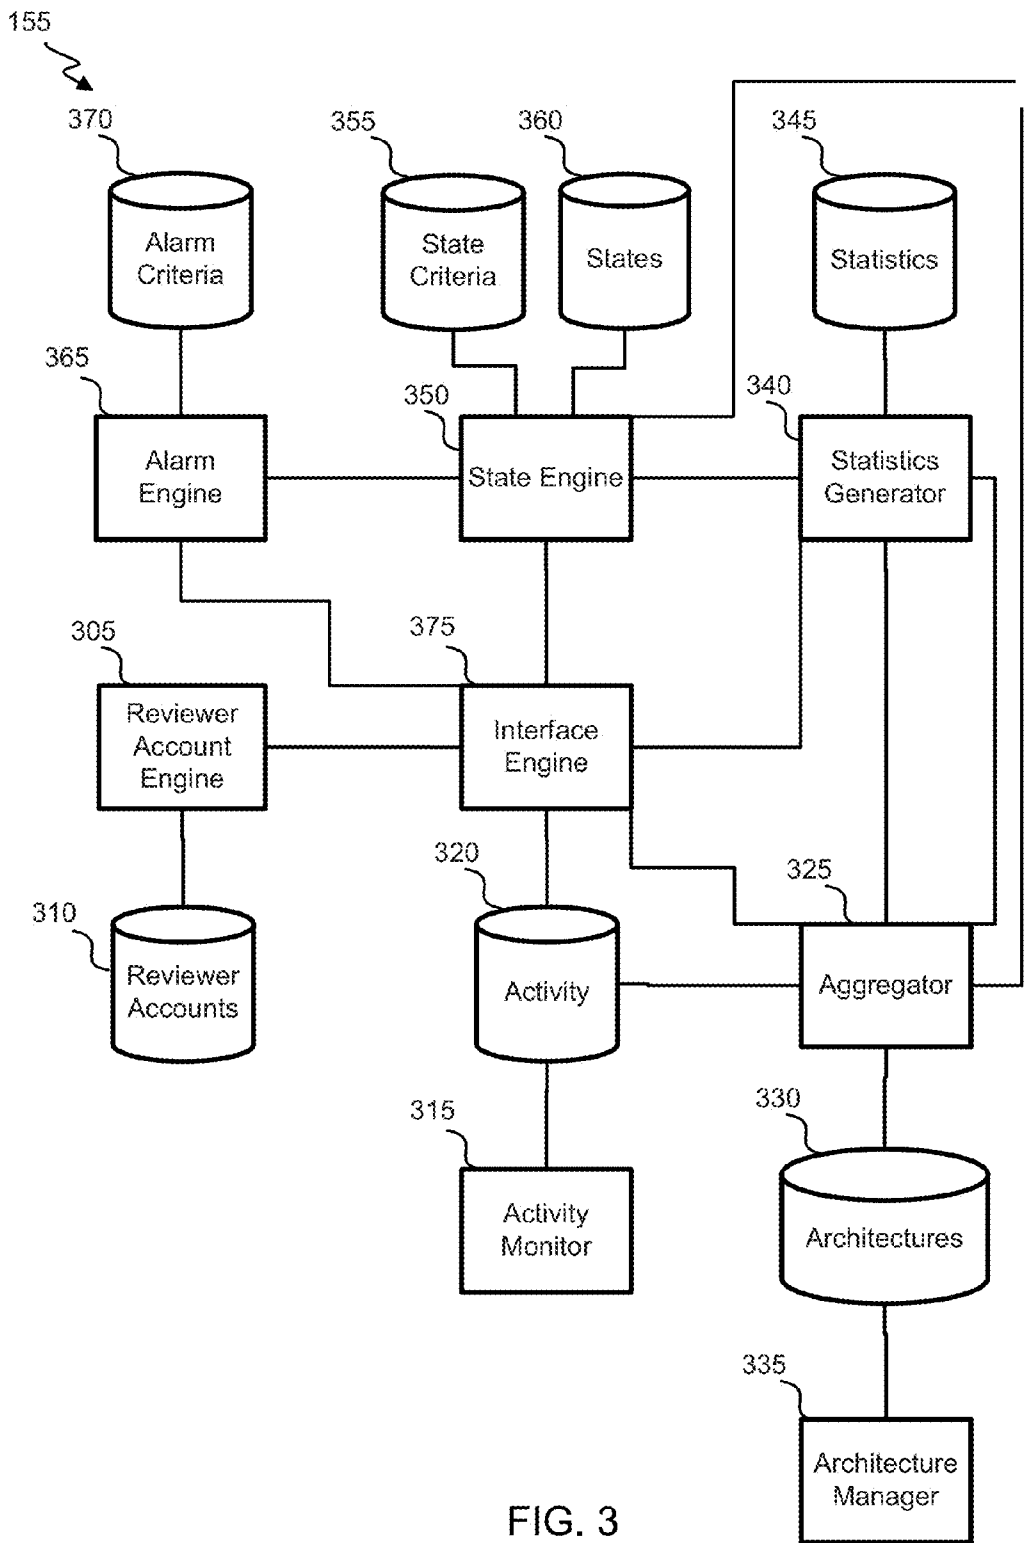 155
370
355
360
345
Alarm
Criteria
State
Criteria
States
Statistics
365
350
340
Alarm
Engine
State Engine
Statistics
Generator
305
375
Reviewer
Account
Engine
Interface
Engine
320
325
310
Reviewer
Accounts
Activity
Aggregator
315
330
Activity
Monitor
Architectures
335
Architecture
Manager
FIG. 3